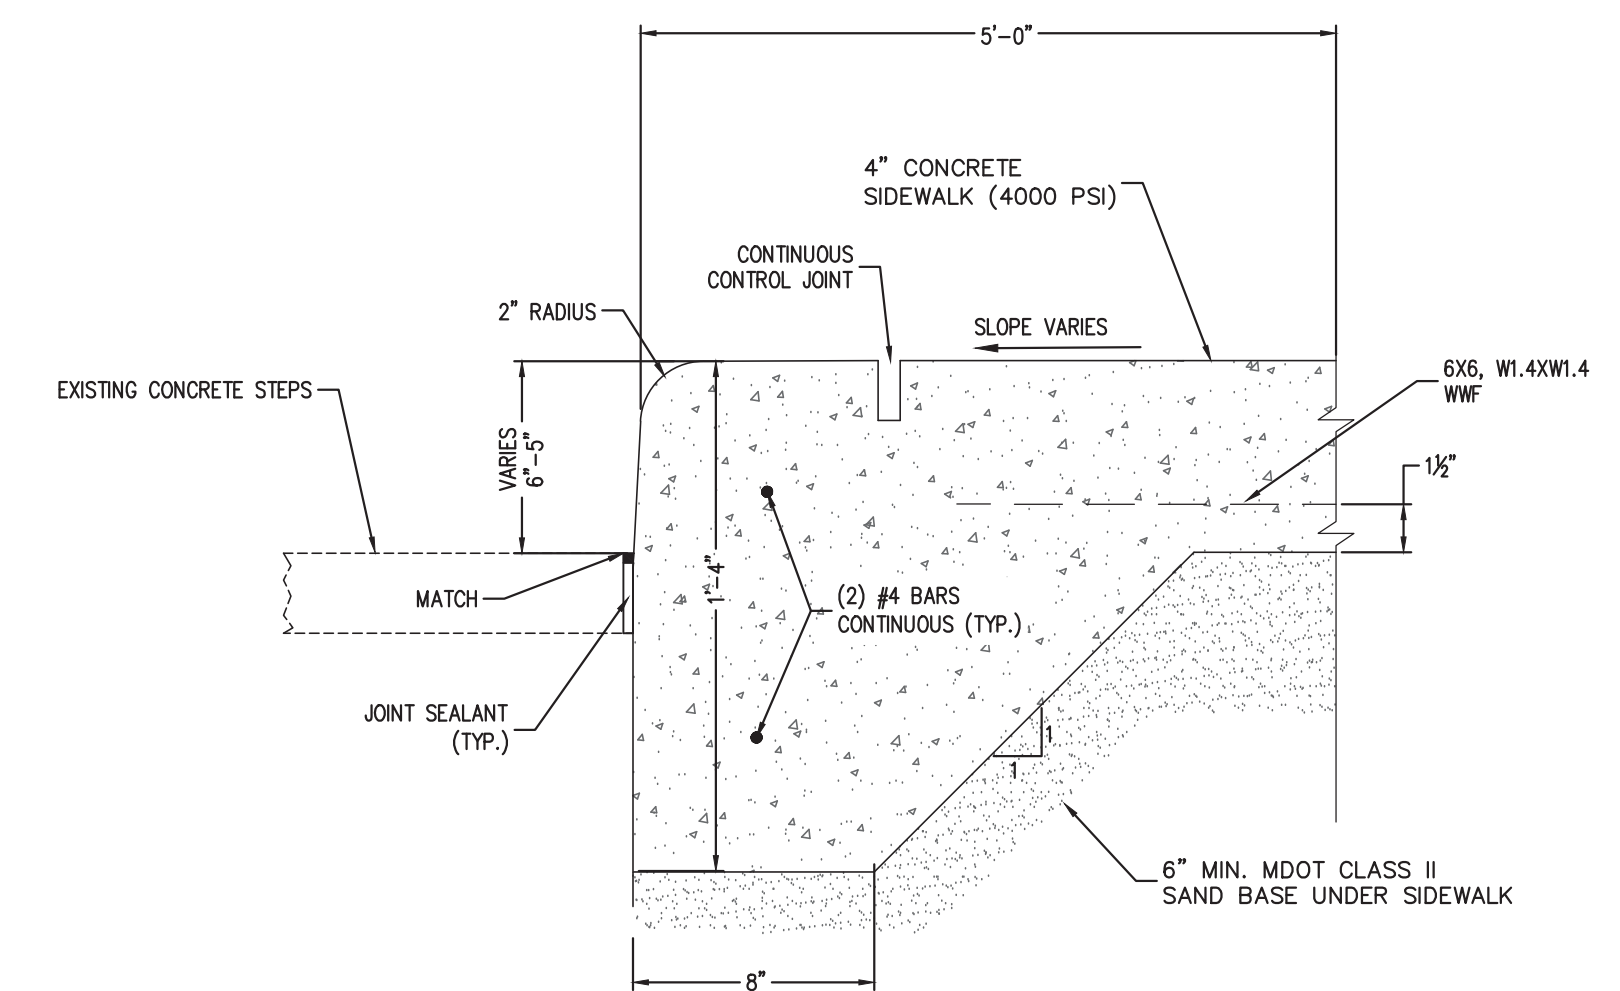 5'-0"
4" CONCRETE
SIDEWALK (4000 PSI)
CONTINUOUS
CONTROL JOINT
2" RADIUS
SLOPE VARIES
EXISTING CONCRETE STEPS
6X6, W1.4XW1.4
WWF
VARIES
6"-5"
1½"
1'-4"
MATCH
(2) #4 BARS
CONTINUOUS (TYP.)
JOINT SEALANT
(TYP.)
1
1
6" MIN. MDOT CLASS II
SAND BASE UNDER SIDEWALK
8"